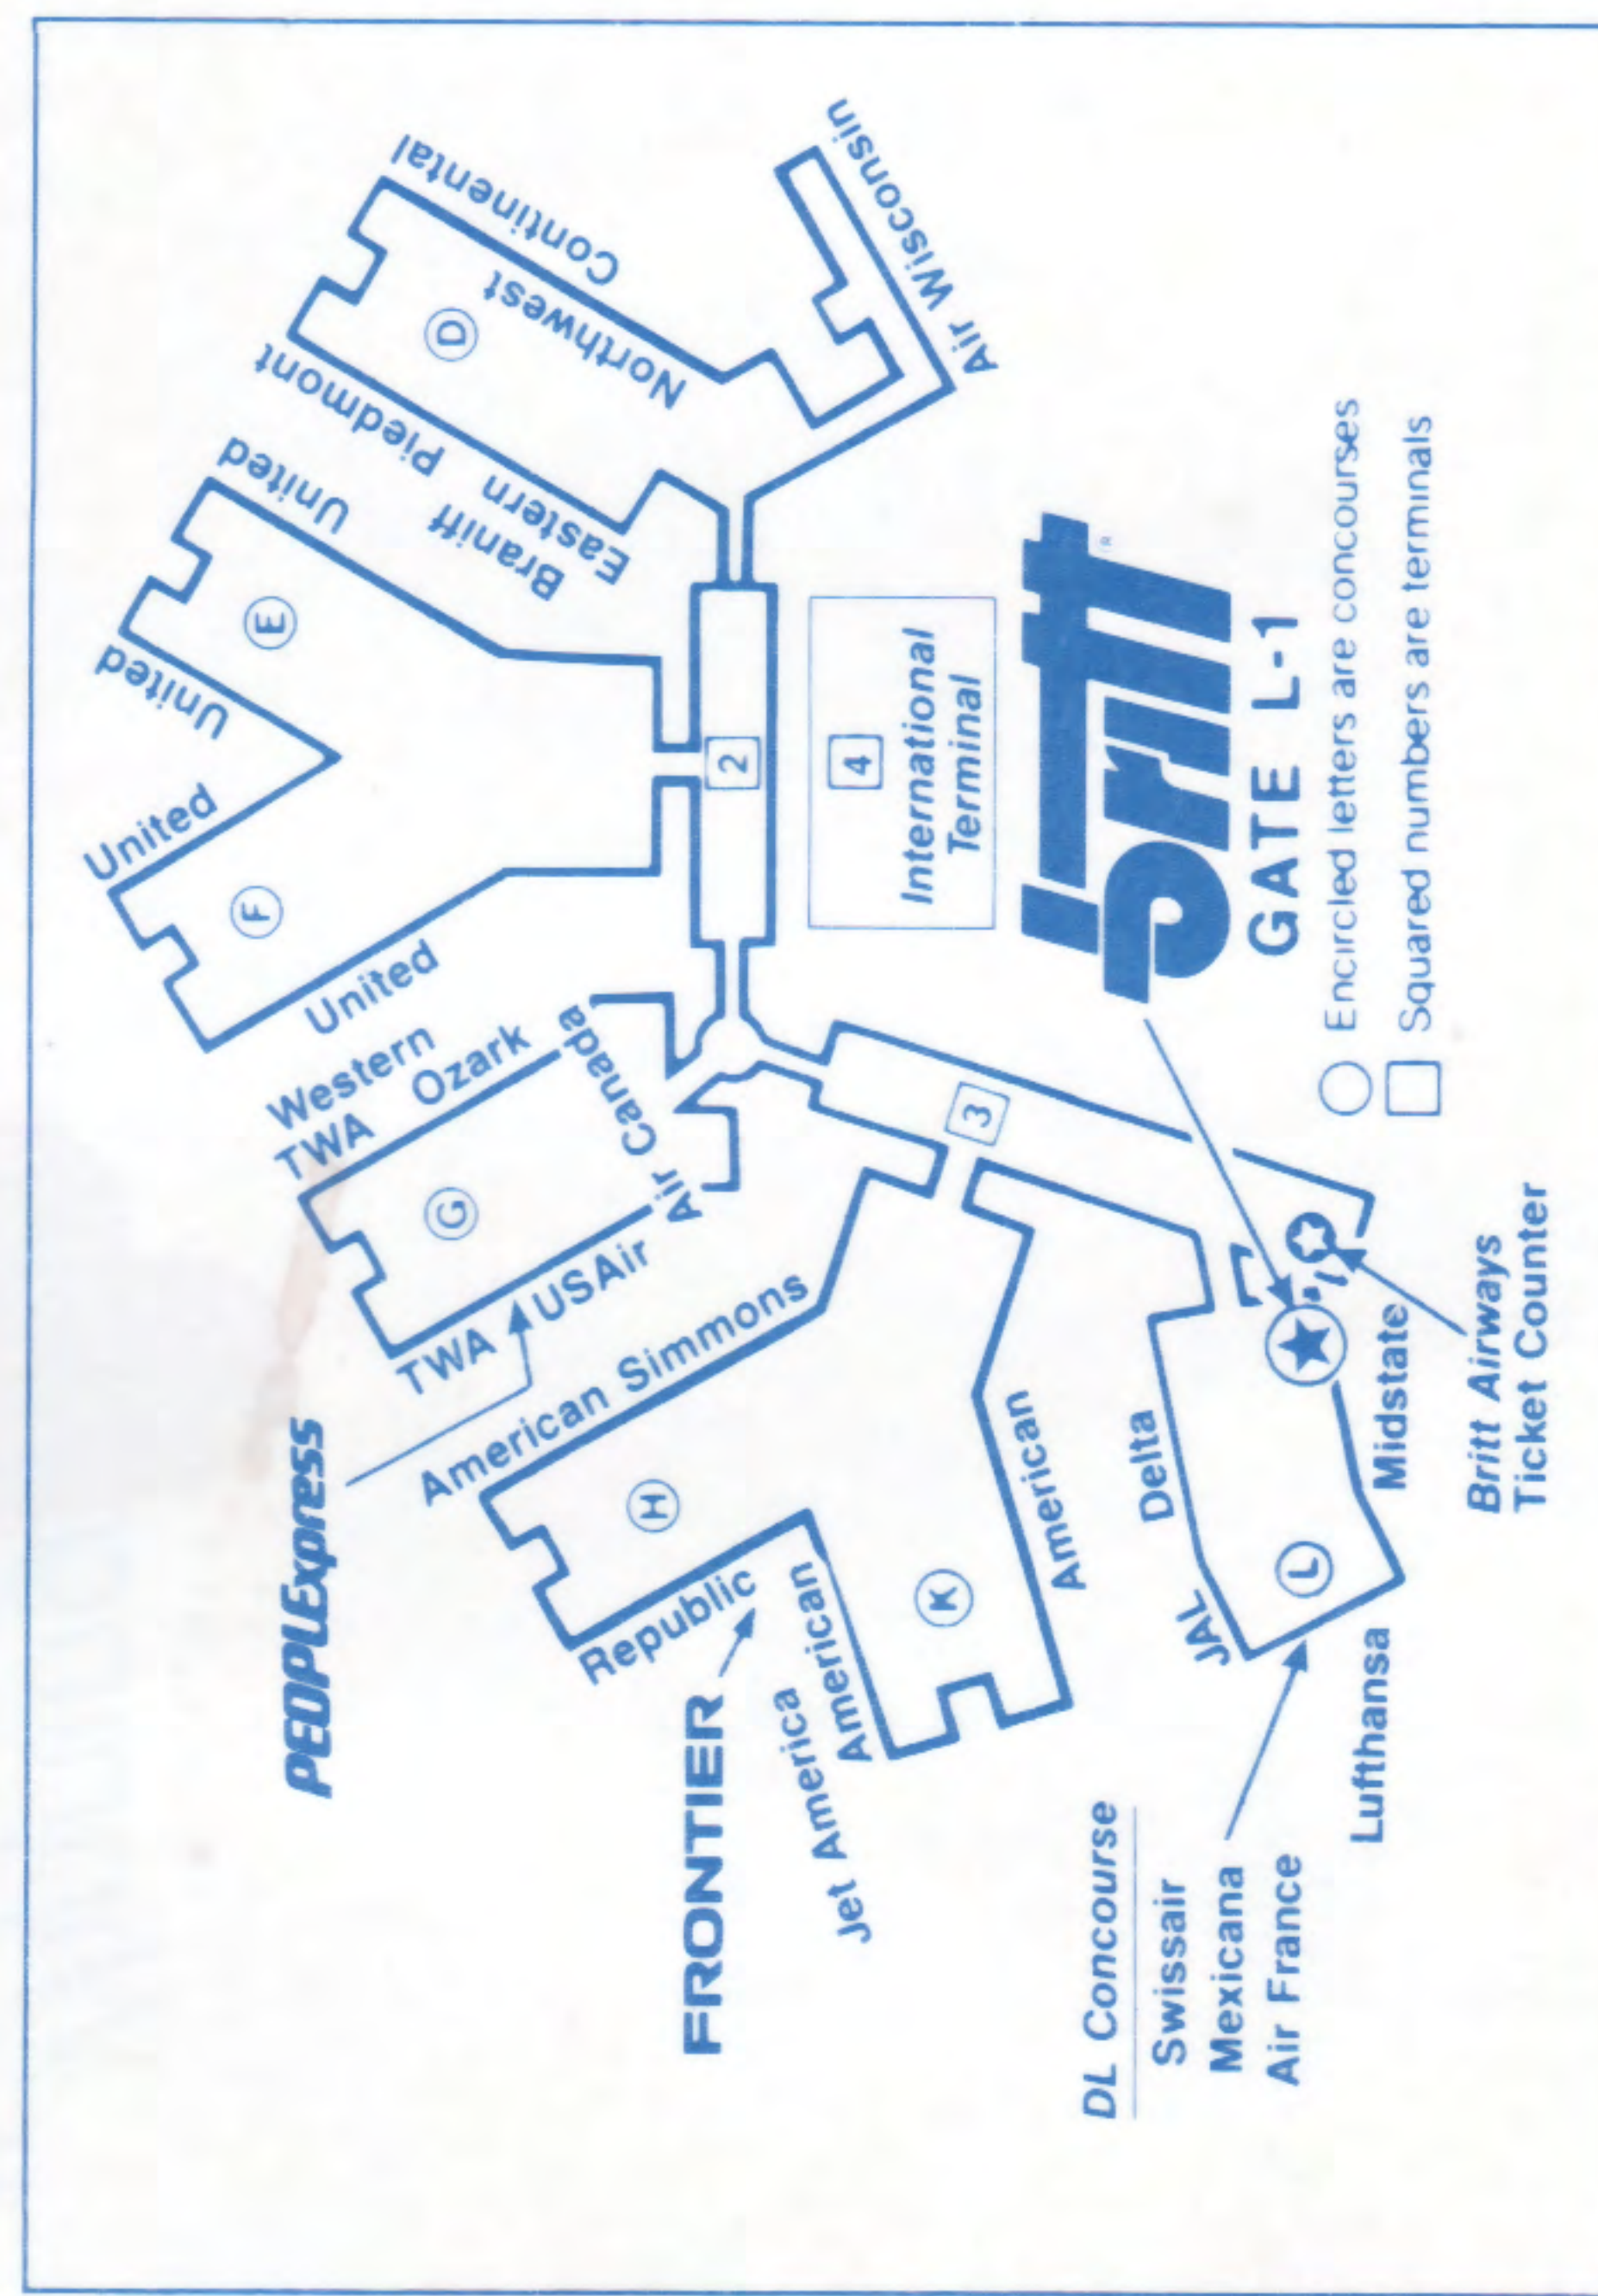 PEOPLExpress
FRONTIER
Jet America
American
Republic
American Simmons
H
K
American
TWA
USAir
G
Western
TWA Ozark
Air Canada
United
F
United
United
E
United
Braniff
Eastern Piedmont
D
Northwest
Continental
Air Wisconsin
2
4
International
Terminal
3
DL Concourse
Swissair
Mexicana
Air France
Lufthansa
JAL
Delta
L
Midstate
Britt Airways
Ticket Counter
britt®
GATE L-1
Encircled letters are concourses
Squared numbers are terminals